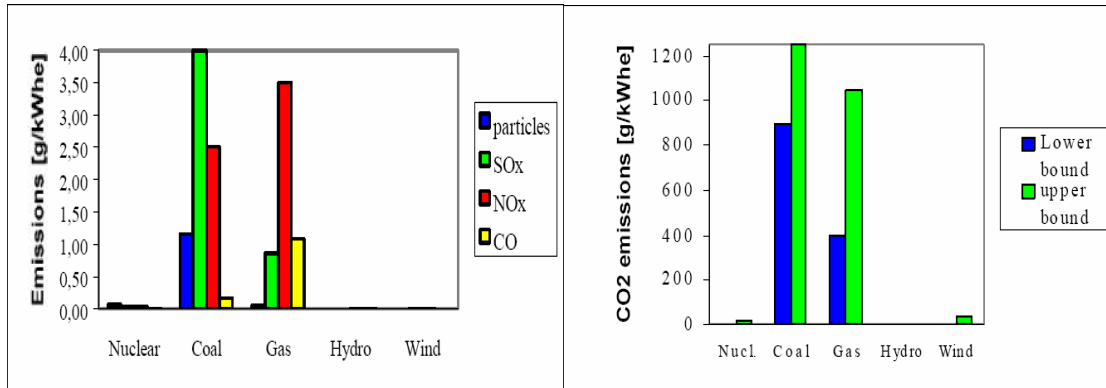 Emissions [g/kWhe]
4,00
3,50
3,00
2,50
2,00
1,50
1,00
0,50
0,00
Nuclear Coal Gas Hydro Wind
particles
SOx
NOx
CO
CO2 emissions [g/kWhe]
1200
1000
800
600
400
200
0
Nucl. Coal Gas Hydro Wind
Lower
bound
upper
bound